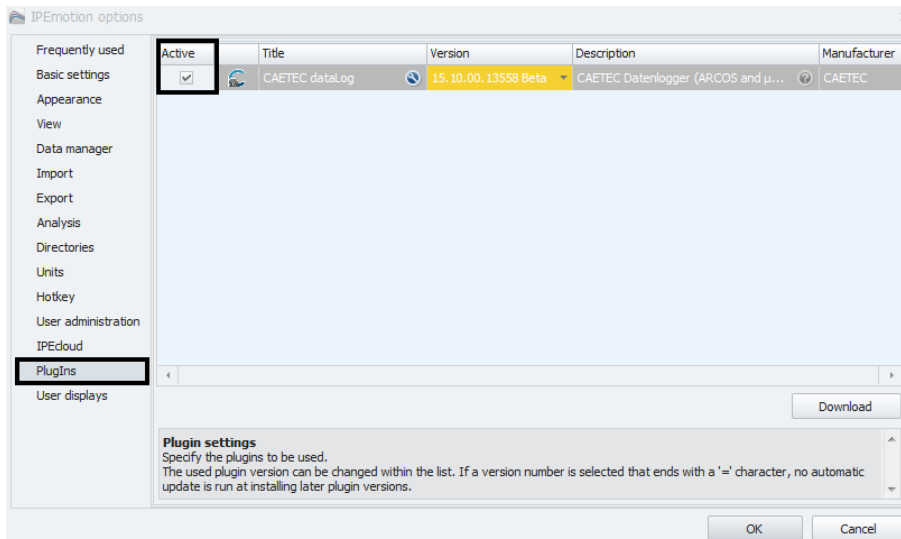 IPEmotion options
Frequently used
Basic settings
Appearance
View
Data manager
Import
Export
Analysis
Directories
Units
Hotkey
User administration
IPEcloud
PlugIns
User displays
Active Title Version Description Manufacturer
CAETEC dataLog 15.10.00.13558 Beta CAETEC Datenlogger (ARCOS and µ... CAETEC
Download
Plugin settings
Specify the plugins to be used.
The used plugin version can be changed within the list. If a version number is selected that ends with a '=' character, no automatic
update is run at installing later plugin versions.
OK Cancel